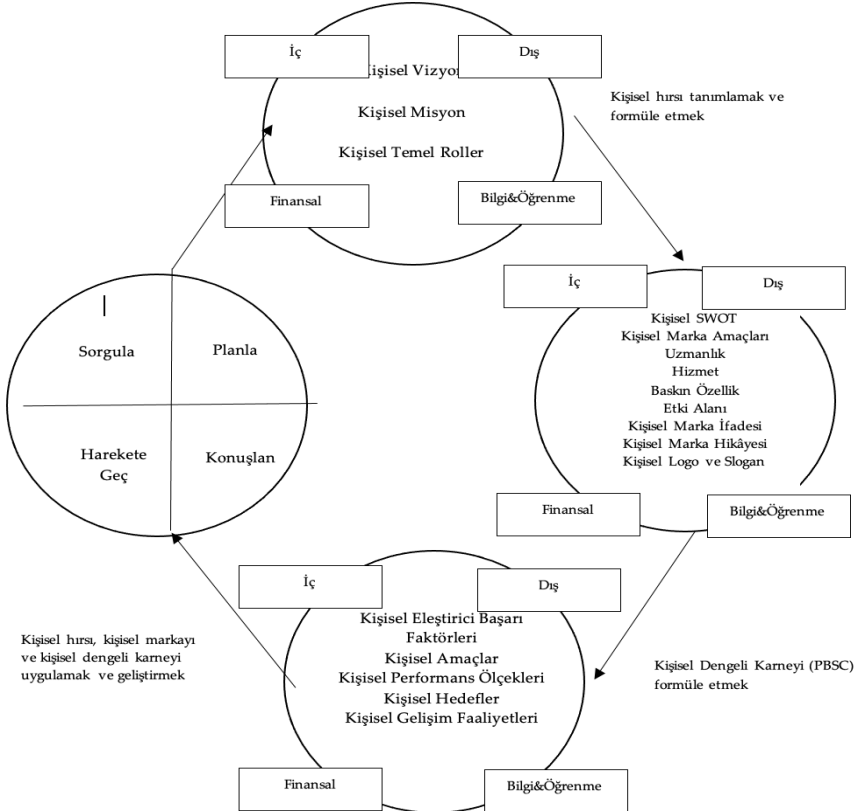 İç
Dış
Kişisel Vizyon
Kişisel Misyon
Kişisel Temel Roller
Finansal
Bilgi&Öğrenme
Kişisel hırsı tanımlamak ve
formüle etmek
İç
Dış
Kişisel SWOT
Kişisel Marka Amaçları
Uzmanlık
Hizmet
Baskın Özellik
Etki Alanı
Kişisel Marka İfadesi
Kişisel Marka Hikâyesi
Kişisel Logo ve Slogan
Finansal
Bilgi&Öğrenme
Kişisel Dengeli Karneyi (PBSC)
formüle etmek
İç
Dış
Kişisel Eleştirici Başarı
Faktörleri
Kişisel Amaçlar
Kişisel Performans Ölçekleri
Kişisel Hedefler
Kişisel Gelişim Faaliyetleri
Finansal
Bilgi&Öğrenme
Kişisel hırsı, kişisel markayı
ve kişisel dengeli karneyi
uygulamak ve geliştirmek
Sorgula
Planla
Harekete
Geç
Konuşlan